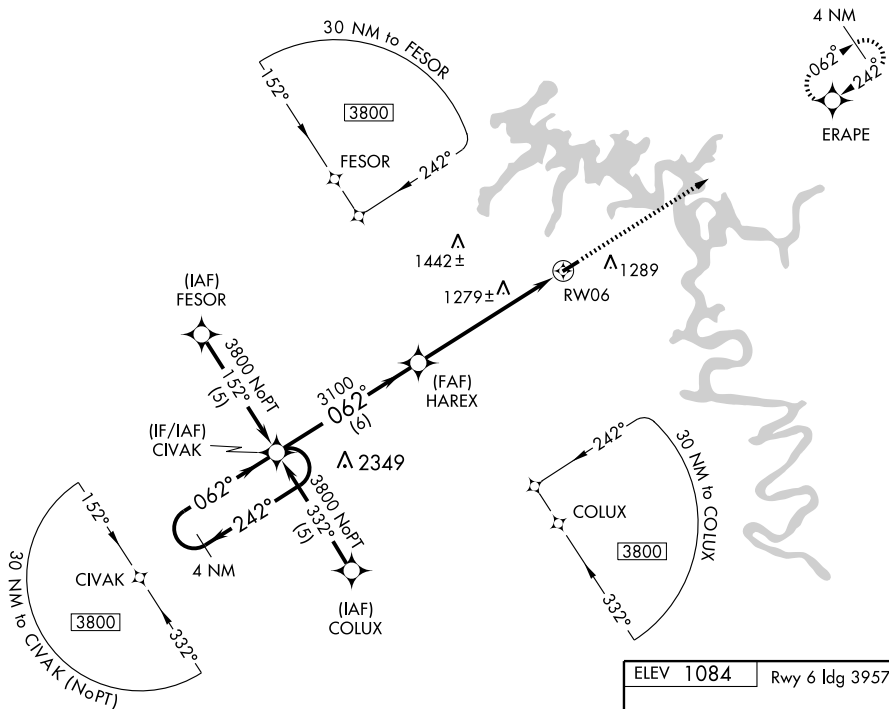 4 NM
062°
242°
ERAPE
30 NM to FESOR
152°
3800
FESOR
242°
1442±
1279±
1289
RW06
(IAF)
FESOR
3800 NoPT
152°
(5)
3100
062°
(6)
(FAF)
HAREX
(IF/IAF)
CIVAK
2349
062°
242°
4 NM
3800 NoPT
332°
(5)
(IAF)
COLUX
152°
CIVAK
3800
332°
30 NM to CIVAK (NoPT)
242°
COLUX
3800
332°
30 NM to COLUX
ELEV 1084
Rwy 6 ldg 3957